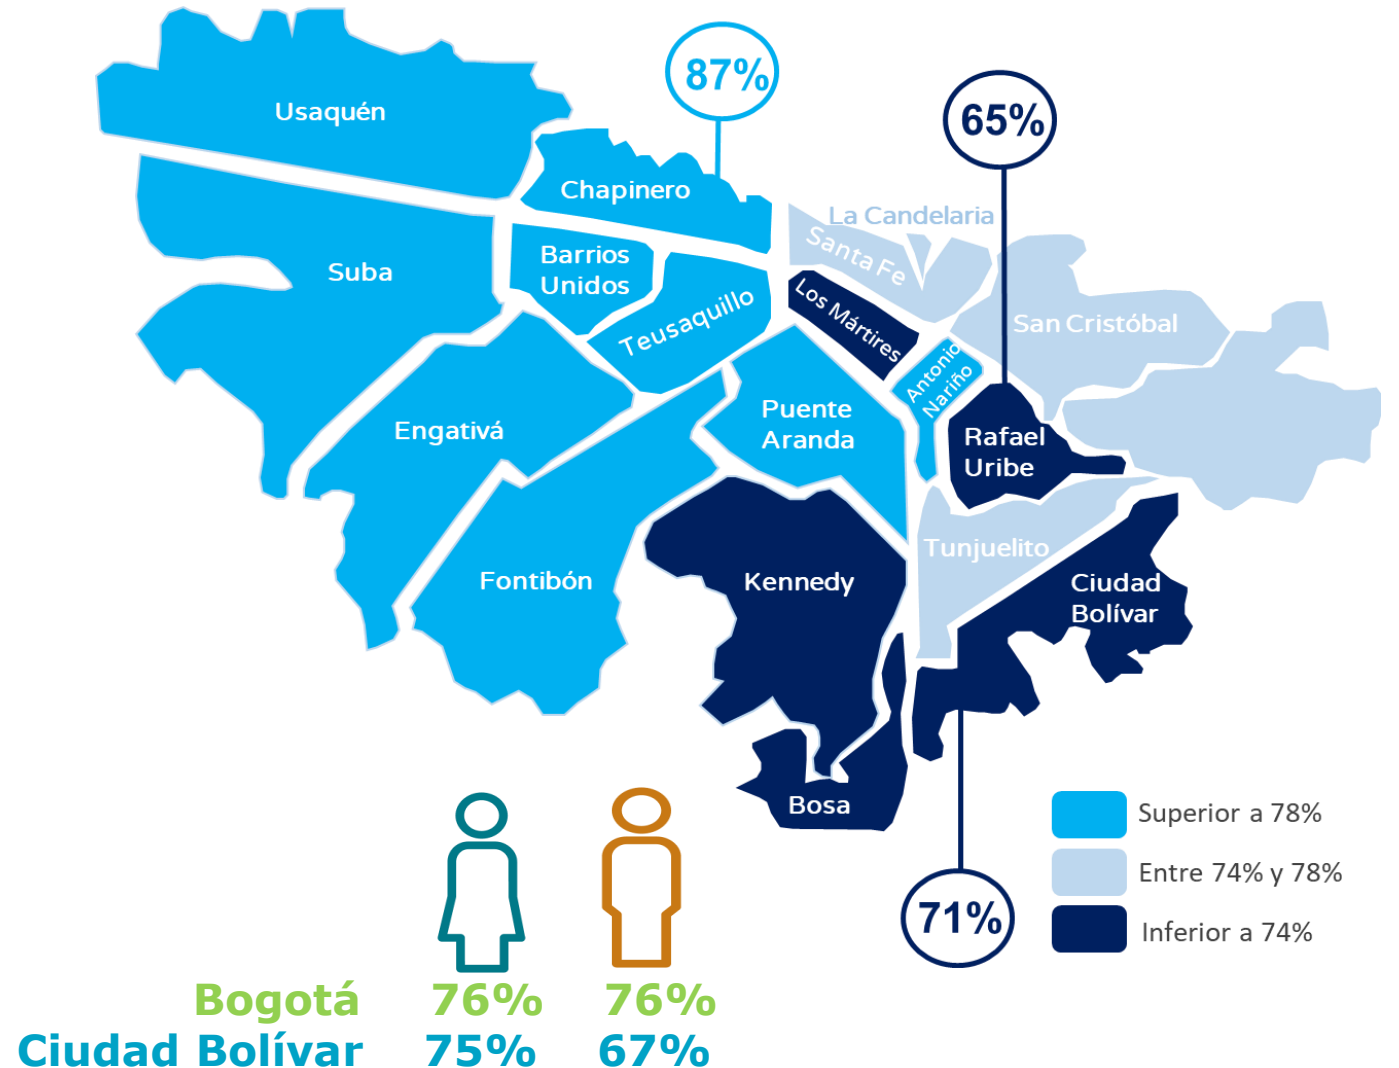 87%
65%
Usaquén
Chapinero
La Candelaria
Santa Fe
Barrios
Unidos
Suba
Los Mártires
Teusaquillo
San Cristóbal
Antonio
Nariño
Puente
Aranda
Engativá
Rafael
Uribe
Tunjuelito
Fontibón
Kennedy
Ciudad
Bolívar
Bosa
71%
Superior a 78%
Entre 74% y 78%
Inferior a 74%
Bogotá 76% 76%
Ciudad Bolívar 75% 67%